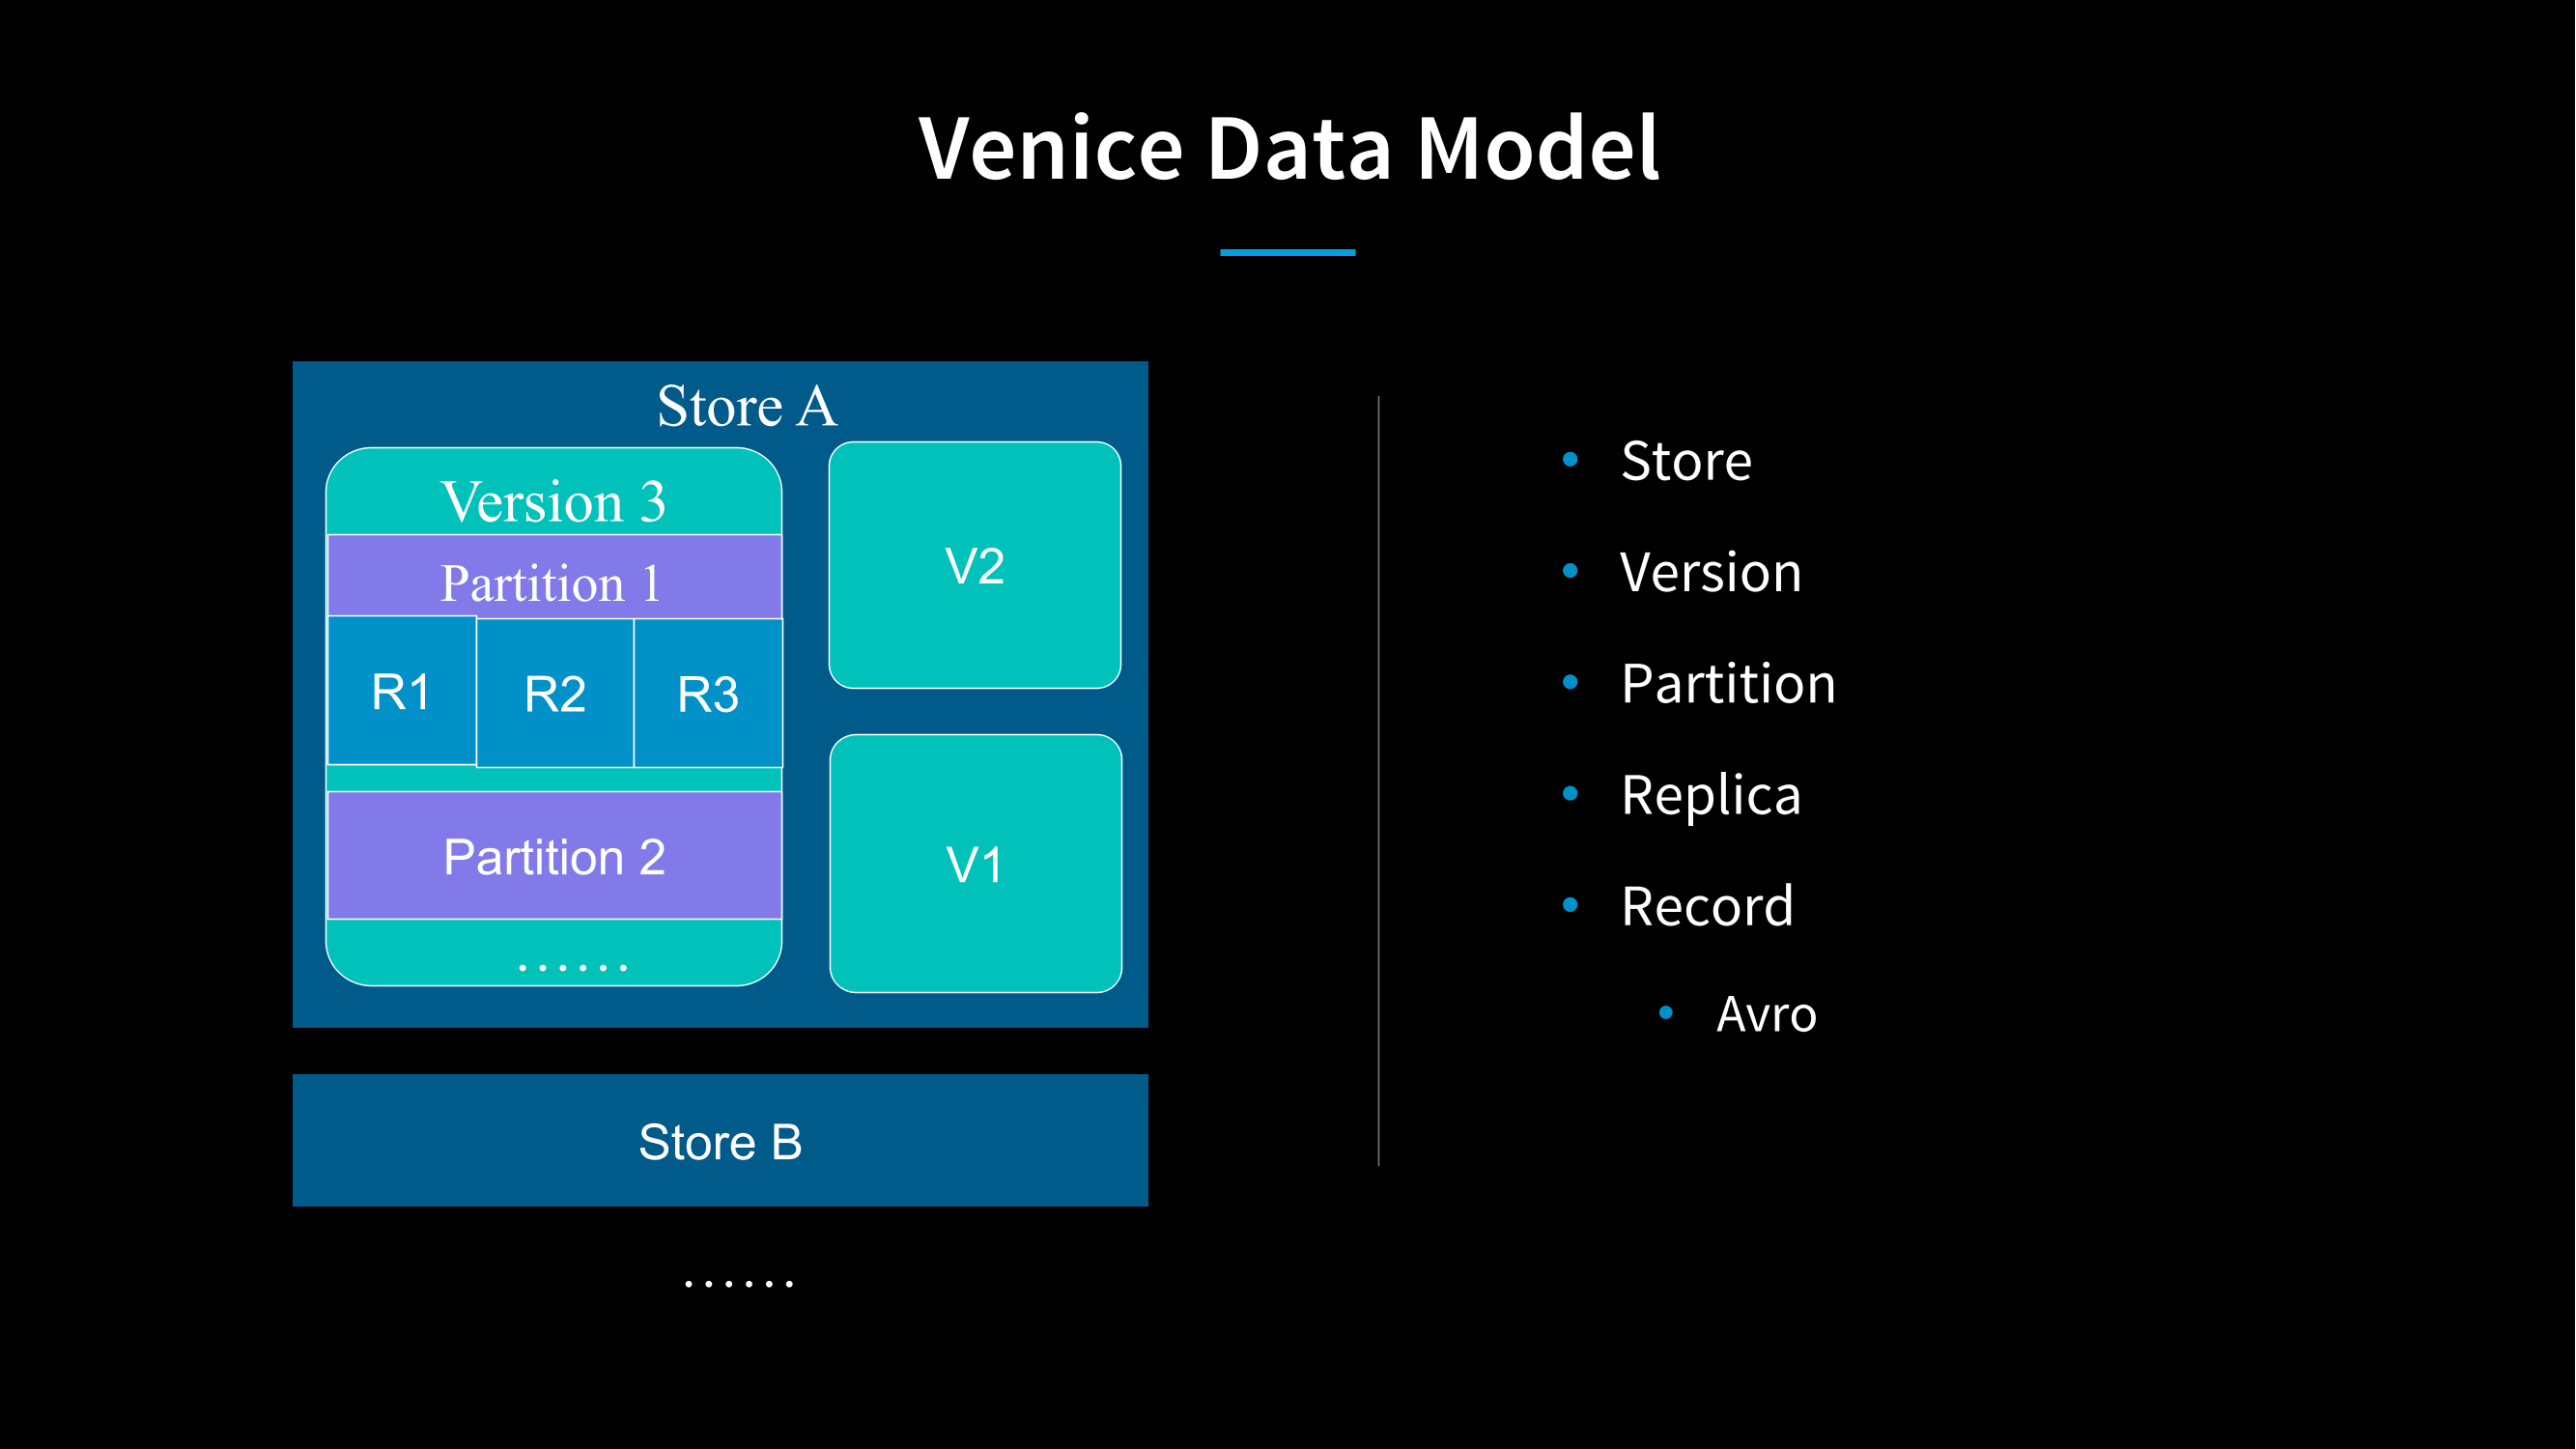 Venice Data Model
Store A
Version 3
Partition 1
R1 R2 R3
Partition 2
......
V2
V1
Store B
......
• Store
• Version
• Partition
• Replica
• Record
• Avro